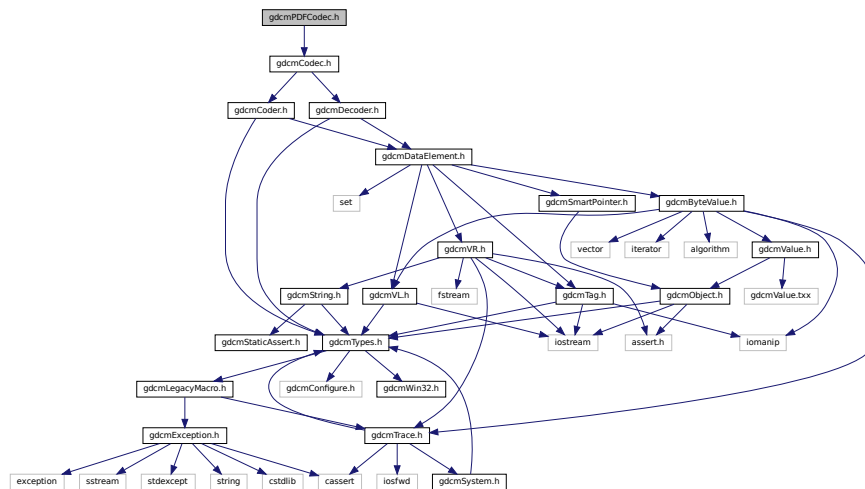 gdcmPDFCodec.h
gdcmCodec.h
gdcmCoder.h
gdcmDecoder.h
gdcmDataElement.h
set
gdcmSmartPointer.h
gdcmByteValue.h
gdcmVR.h
vector
iterator
algorithm
gdcmValue.h
gdcmString.h
gdcmVL.h
fstream
gdcmTag.h
gdcmObject.h
gdcmValue.txx
gdcmStaticAssert.h
gdcmTypes.h
iostream
assert.h
iomanip
gdcmLegacyMacro.h
gdcmConfigure.h
gdcmWin32.h
gdcmException.h
gdcmTrace.h
exception
sstream
stdexcept
string
cstdlib
cassert
iosfwd
gdcmSystem.h